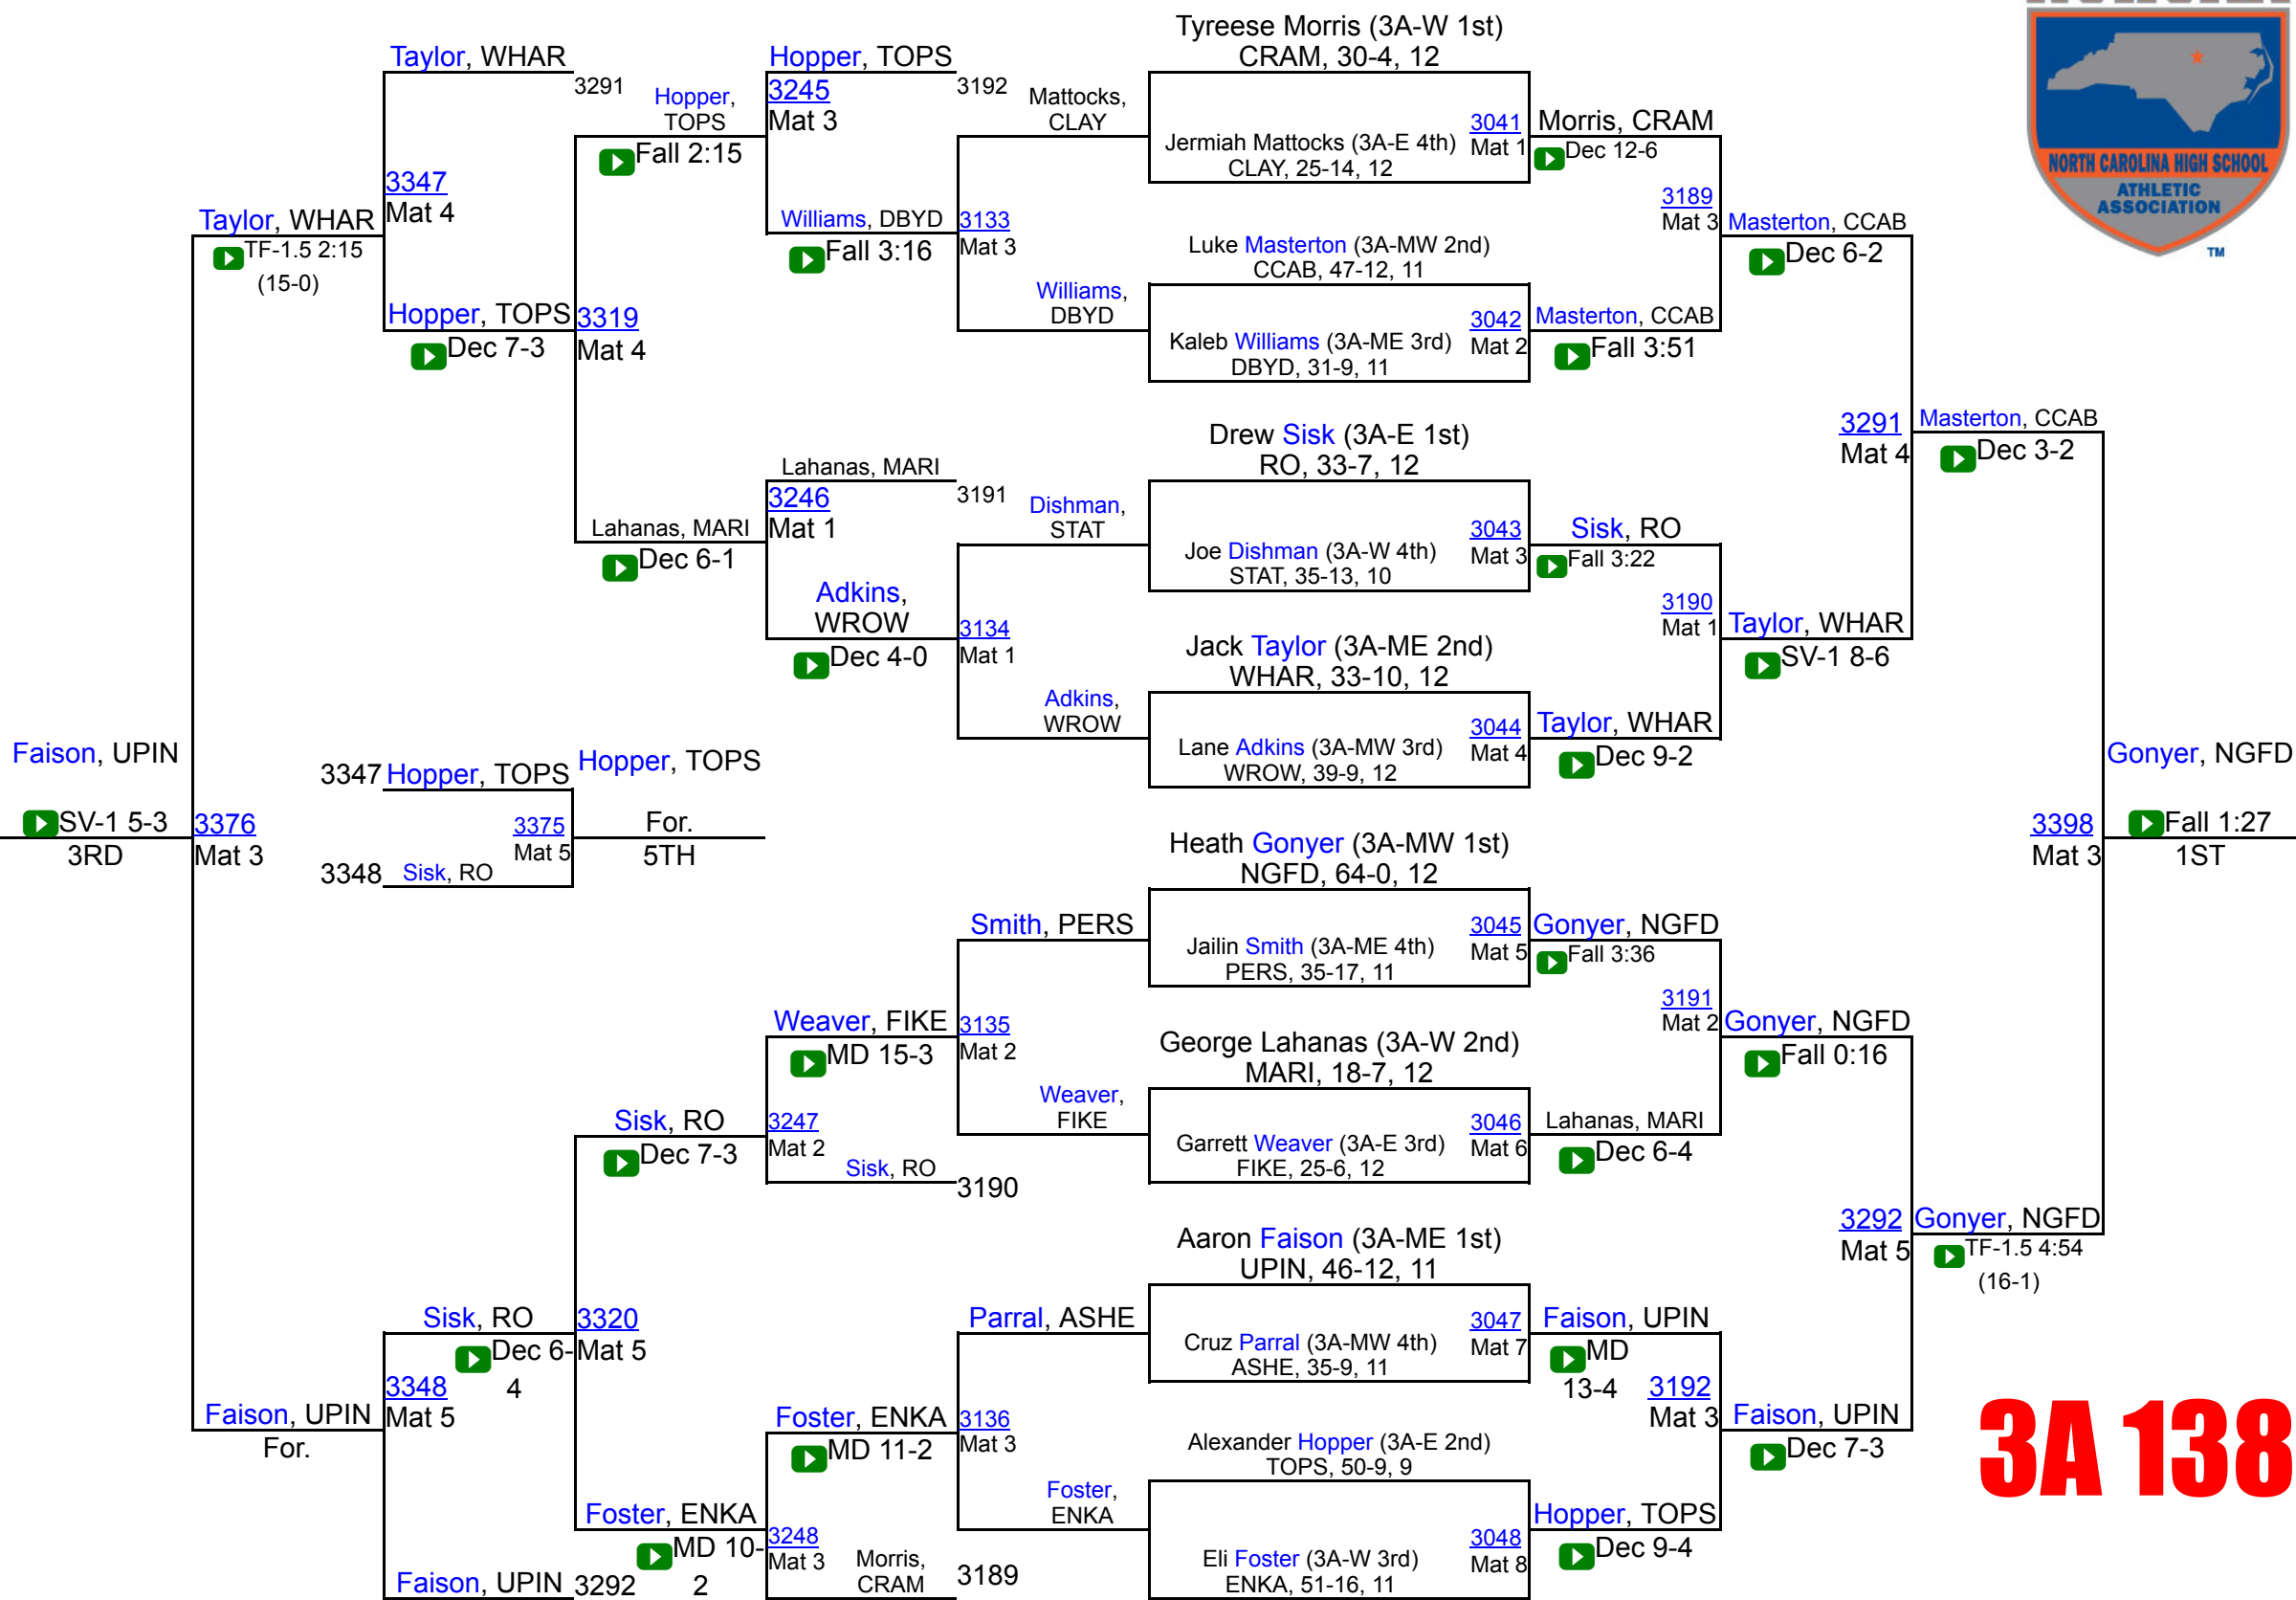 Tyreese Morris (3A-W 1st)
CRAM, 30-4, 12
Jermiah Mattocks (3A-E 4th)
CLAY, 25-14, 12
3041
Mat 1
Luke Masterton (3A-MW 2nd)
CCAB, 47-12, 11
Kaleb Williams (3A-ME 3rd)
DBYD, 31-9, 11
3042
Mat 2
Drew Sisk (3A-E 1st)
RO, 33-7, 12
Joe Dishman (3A-W 4th)
STAT, 35-13, 10
3043
Mat 3
Jack Taylor (3A-ME 2nd)
WHAR, 33-10, 12
Lane Adkins (3A-MW 3rd)
WROW, 39-9, 12
3044
Mat 4
Heath Gonyer (3A-MW 1st)
NGFD, 64-0, 12
Jailin Smith (3A-ME 4th)
PERS, 35-17, 11
3045
Mat 5
George Lahanas (3A-W 2nd)
MARI, 18-7, 12
Garrett Weaver (3A-E 3rd)
FIKE, 25-6, 12
3046
Mat 6
Aaron Faison (3A-ME 1st)
UPIN, 46-12, 11
Cruz Parral (3A-MW 4th)
ASHE, 35-9, 11
3047
Mat 7
Alexander Hopper (3A-E 2nd)
TOPS, 50-9, 9
Eli Foster (3A-W 3rd)
ENKA, 51-16, 11
3048
Mat 8
Morris, CRAM
Dec 12-6
3189
Mat 3
Masterton, CCAB
Fall 3:51
Sisk, RO
Fall 3:22
3190
Mat 1
Taylor, WHAR
Dec 9-2
Gonyer, NGFD
Fall 3:36
3191
Mat 2
Lahanas, MARI
Dec 6-4
Faison, UPIN
MD
13-4
3192
Mat 3
Hopper, TOPS
Dec 9-4
Masterton, CCAB
Dec 6-2
3291
Mat 4
Taylor, WHAR
SV-1 8-6
Gonyer, NGFD
Fall 0:16
3292
Mat 5
Faison, UPIN
Dec 7-3
Masterton, CCAB
Dec 3-2
3398
Mat 3
Gonyer, NGFD
TF-1.5 4:54
(16-1)
Gonyer, NGFD
Fall 1:27
1ST
Mattocks,
CLAY
3133
Mat 3
Williams,
DBYD
Dishman,
STAT
3134
Mat 1
Adkins,
WROW
Smith, PERS
3135
Mat 2
Weaver,
FIKE
Parral, ASHE
3136
Mat 3
Foster,
ENKA
Hopper, TOPS
3192
3245
Mat 3
Williams, DBYD
Fall 3:16
Lahanas, MARI
3191
3246
Mat 1
Adkins,
WROW
Dec 4-0
Weaver, FIKE
MD 15-3
3247
Mat 2
Sisk, RO
3190
Foster, ENKA
MD 11-2
3248
Mat 3
Morris,
CRAM
3189
Hopper,
TOPS
Fall 2:15
3319
Mat 4
Lahanas, MARI
Dec 6-1
Sisk, RO
Dec 7-3
3320
Mat 5
Foster, ENKA
MD 10-
2
Taylor, WHAR
3291
3347
Mat 4
Hopper, TOPS
Dec 7-3
Sisk, RO
Dec 6-
4
3348
Mat 5
Faison, UPIN
3292
Taylor, WHAR
TF-1.5 2:15
(15-0)
3376
Mat 3
Faison, UPIN
For.
Faison, UPIN
SV-1 5-3
3RD
3347
Hopper, TOPS
3375
Mat 5
3348
Sisk, RO
Hopper, TOPS
For.
5TH
NORTH CAROLINA HIGH SCHOOL
ATHLETIC
ASSOCIATION
TM
3A 138